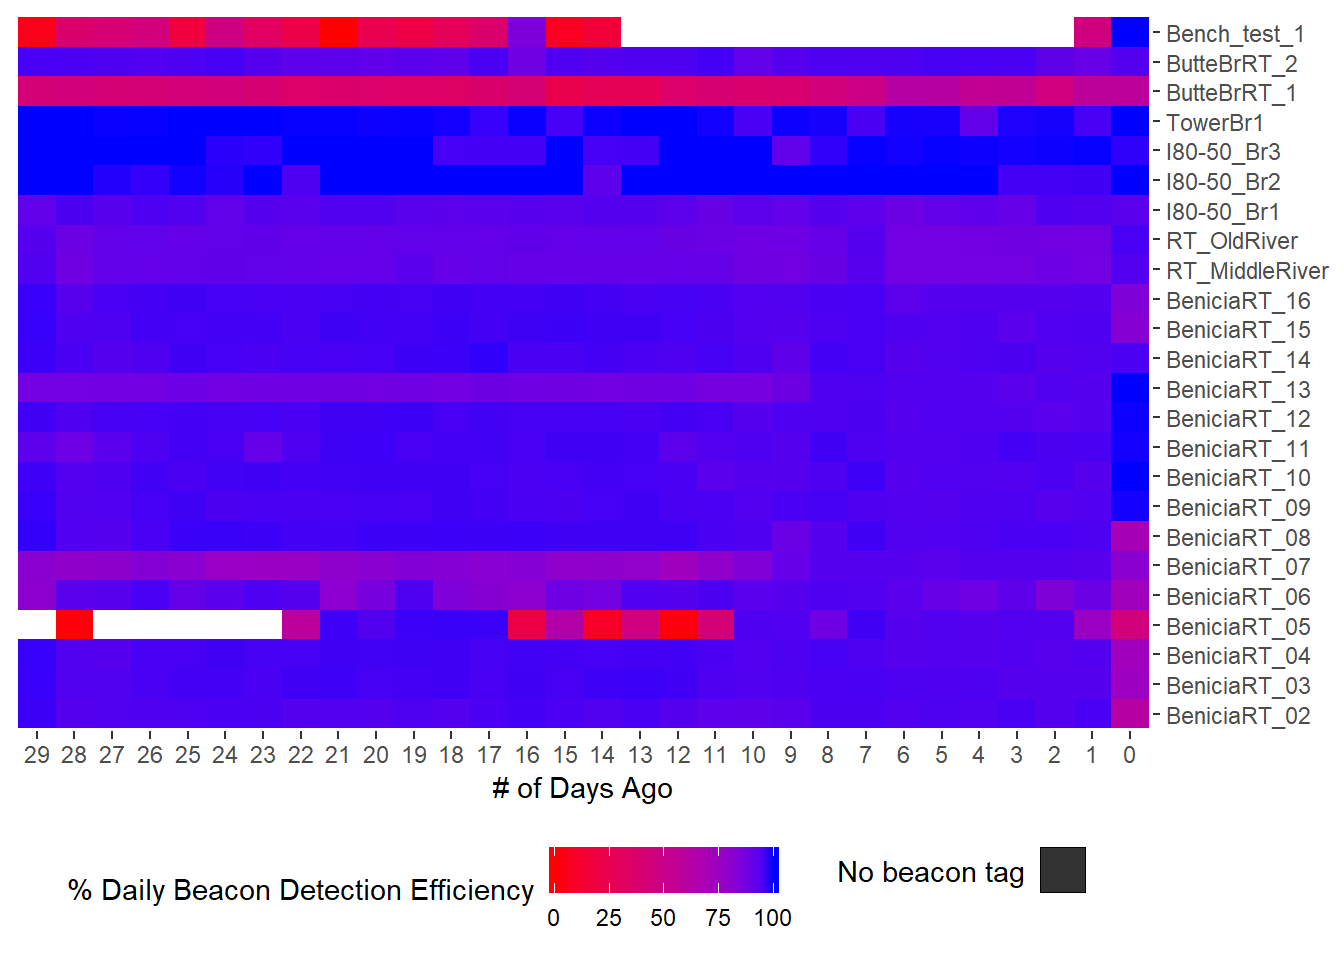 Bench_test_1
ButteBrRT_2
ButteBrRT_1
TowerBr1
I80-50_Br3
I80-50_Br2
I80-50_Br1
RT_OldRiver
RT_MiddleRiver
BeniciaRT_16
BeniciaRT_15
BeniciaRT_14
BeniciaRT_13
BeniciaRT_12
BeniciaRT_11
BeniciaRT_10
BeniciaRT_09
BeniciaRT_08
BeniciaRT_07
BeniciaRT_06
BeniciaRT_05
BeniciaRT_04
BeniciaRT_03
BeniciaRT_02
29 28 27 26 25 24 23 22 21 20 19 18 17 16 15 14 13 12 11 10 9 8 7 6 5 4 3 2 1 0
# of Days Ago
% Daily Beacon Detection Efficiency
0 25 50 75 100
No beacon tag